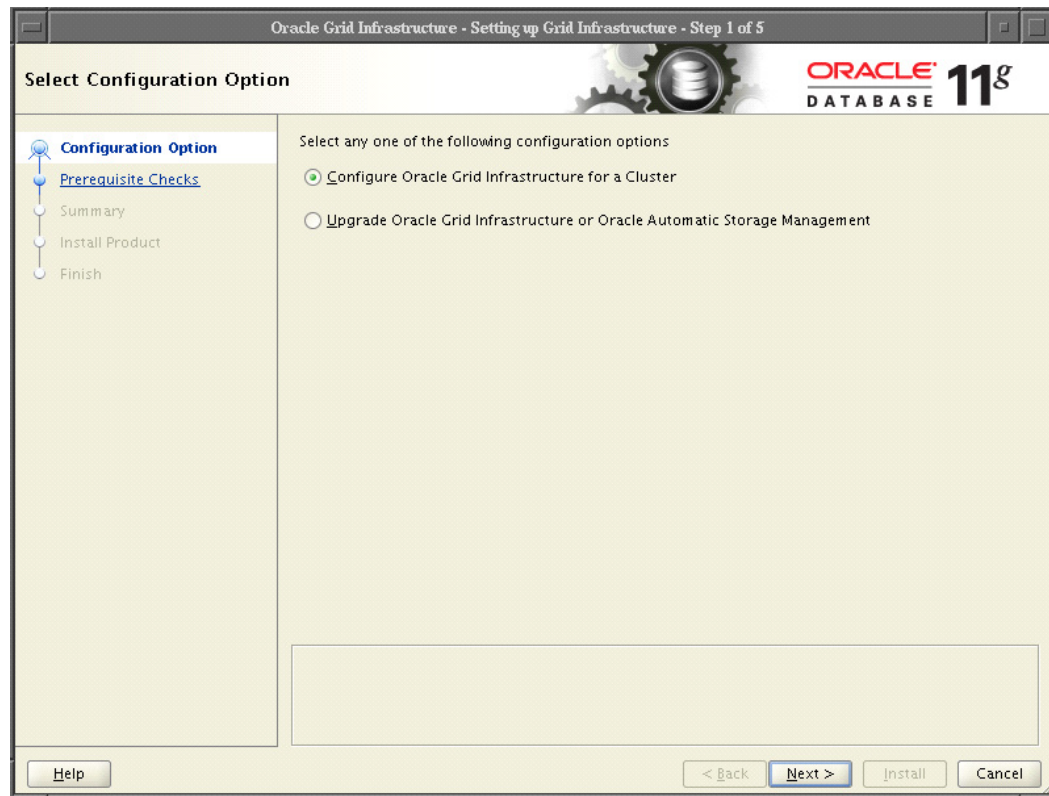 Oracle Grid Infrastructure - Setting up Grid Infrastructure - Step 1 of 5
Select Configuration Option
ORACLE
DATABASE
11g
Configuration Option
Prerequisite Checks
Summary
Install Product
Finish
Select any one of the following configuration options
Configure Oracle Grid Infrastructure for a Cluster
Upgrade Oracle Grid Infrastructure or Oracle Automatic Storage Management
Help
< Back
Next >
Install
Cancel